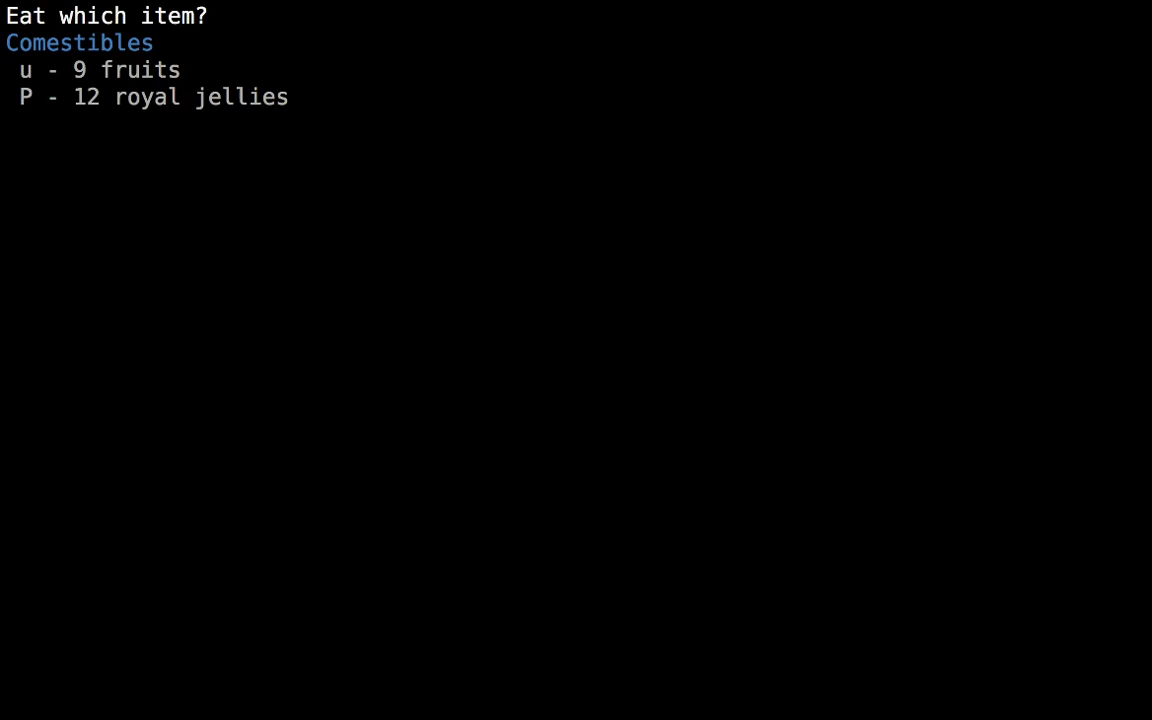 Eat which item?
Comestibles
u - 9 fruits
P - 12 royal jellies